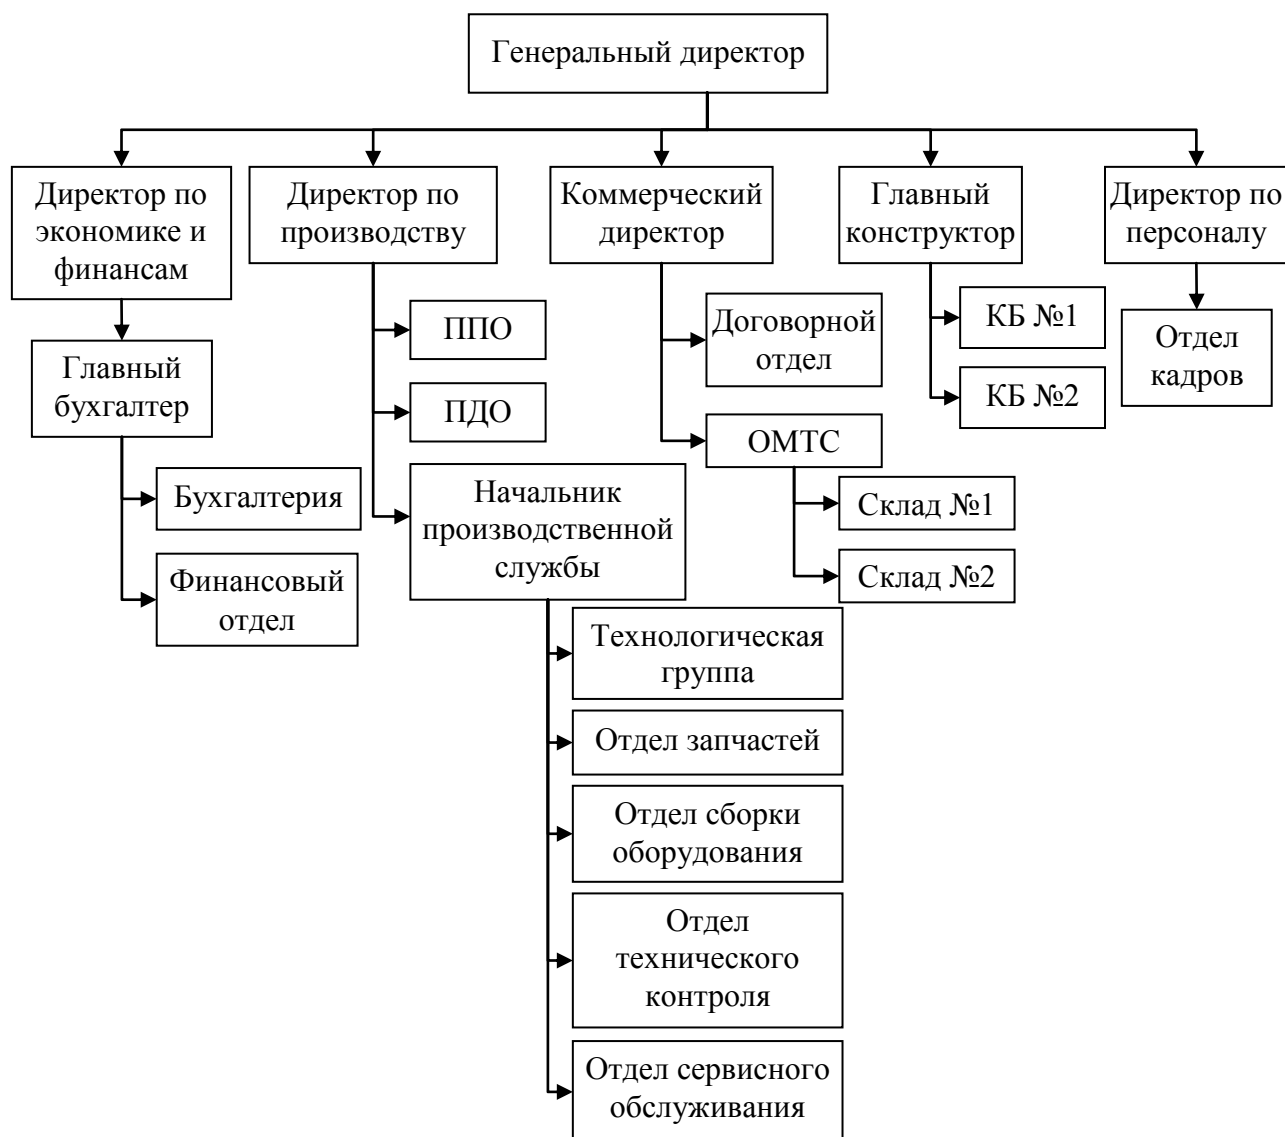 Генеральный директор
Директор по
экономике и
финансам
Директор по
производству
Коммерческий
директор
Главный
конструктор
Директор по
персоналу
Главный
бухгалтер
Бухгалтерия
Финансовый
отдел
ППО
ПДО
Начальник
производственной
службы
Технологическая
группа
Отдел запчастей
Отдел сборки
оборудования
Отдел
технического
контроля
Отдел сервисного
обслуживания
Договорной
отдел
ОМТС
Склад №1
Склад №2
КБ №1
КБ №2
Отдел
кадров